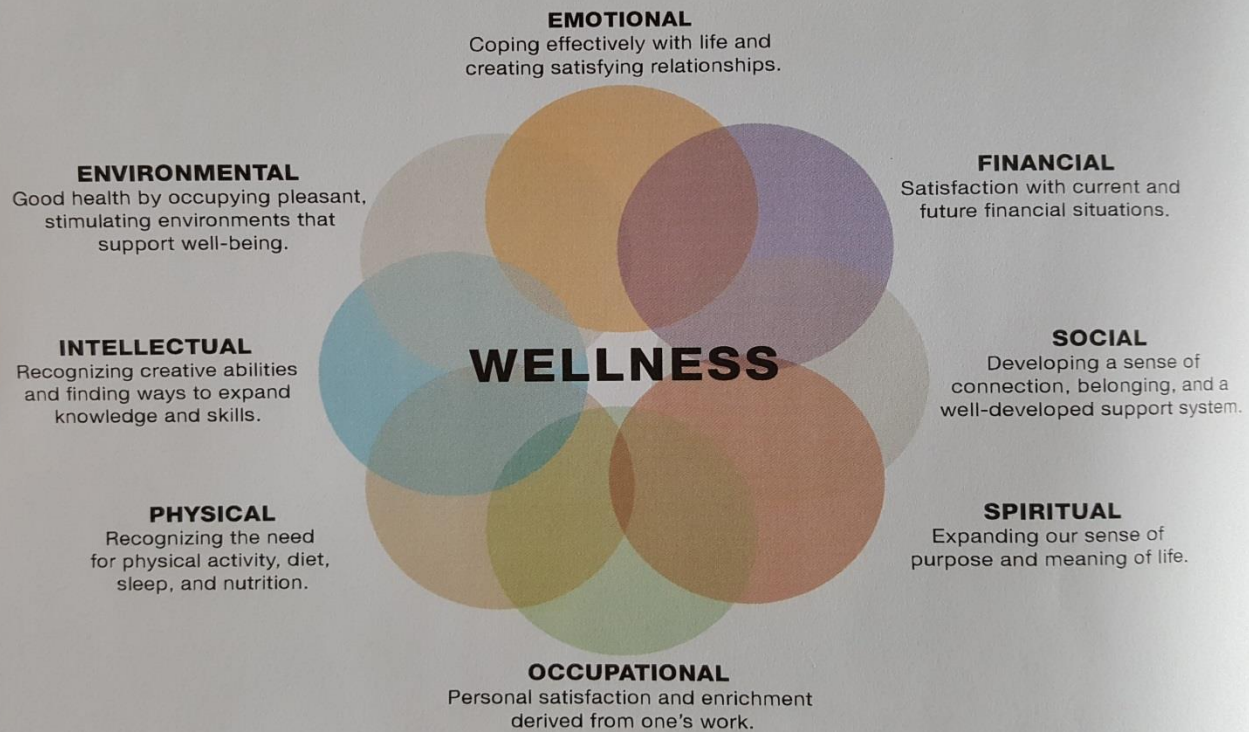 EMOTIONAL
Coping effectively with life and
creating satisfying relationships.
ENVIRONMENTAL
Good health by occupying pleasant,
stimulating environments that
support well-being.
FINANCIAL
Satisfaction with current and
future financial situations.
INTELLECTUAL
Recognizing creative abilities
and finding ways to expand
knowledge and skills.
WELLNESS
SOCIAL
Developing a sense of
connection, belonging, and a
well-developed support system.
PHYSICAL
Recognizing the need
for physical activity, diet,
sleep, and nutrition.
SPIRITUAL
Expanding our sense of
purpose and meaning of life.
OCCUPATIONAL
Personal satisfaction and enrichment
derived from one's work.